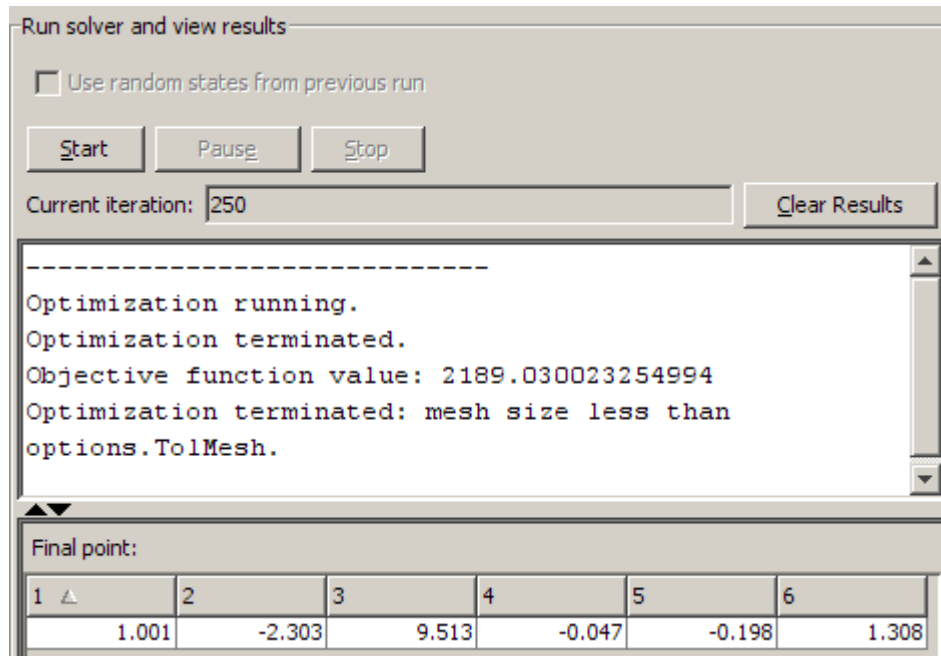 Run solver and view results
Use random states from previous run
Start Pause Stop
Current iteration: 250 Clear Results
------------------------------
Optimization running.
Optimization terminated.
Objective function value: 2189.030023254994
Optimization terminated: mesh size less than
options.TolMesh.
Final point:
1 2 3 4 5 6
1.001 -2.303 9.513 -0.047 -0.198 1.308